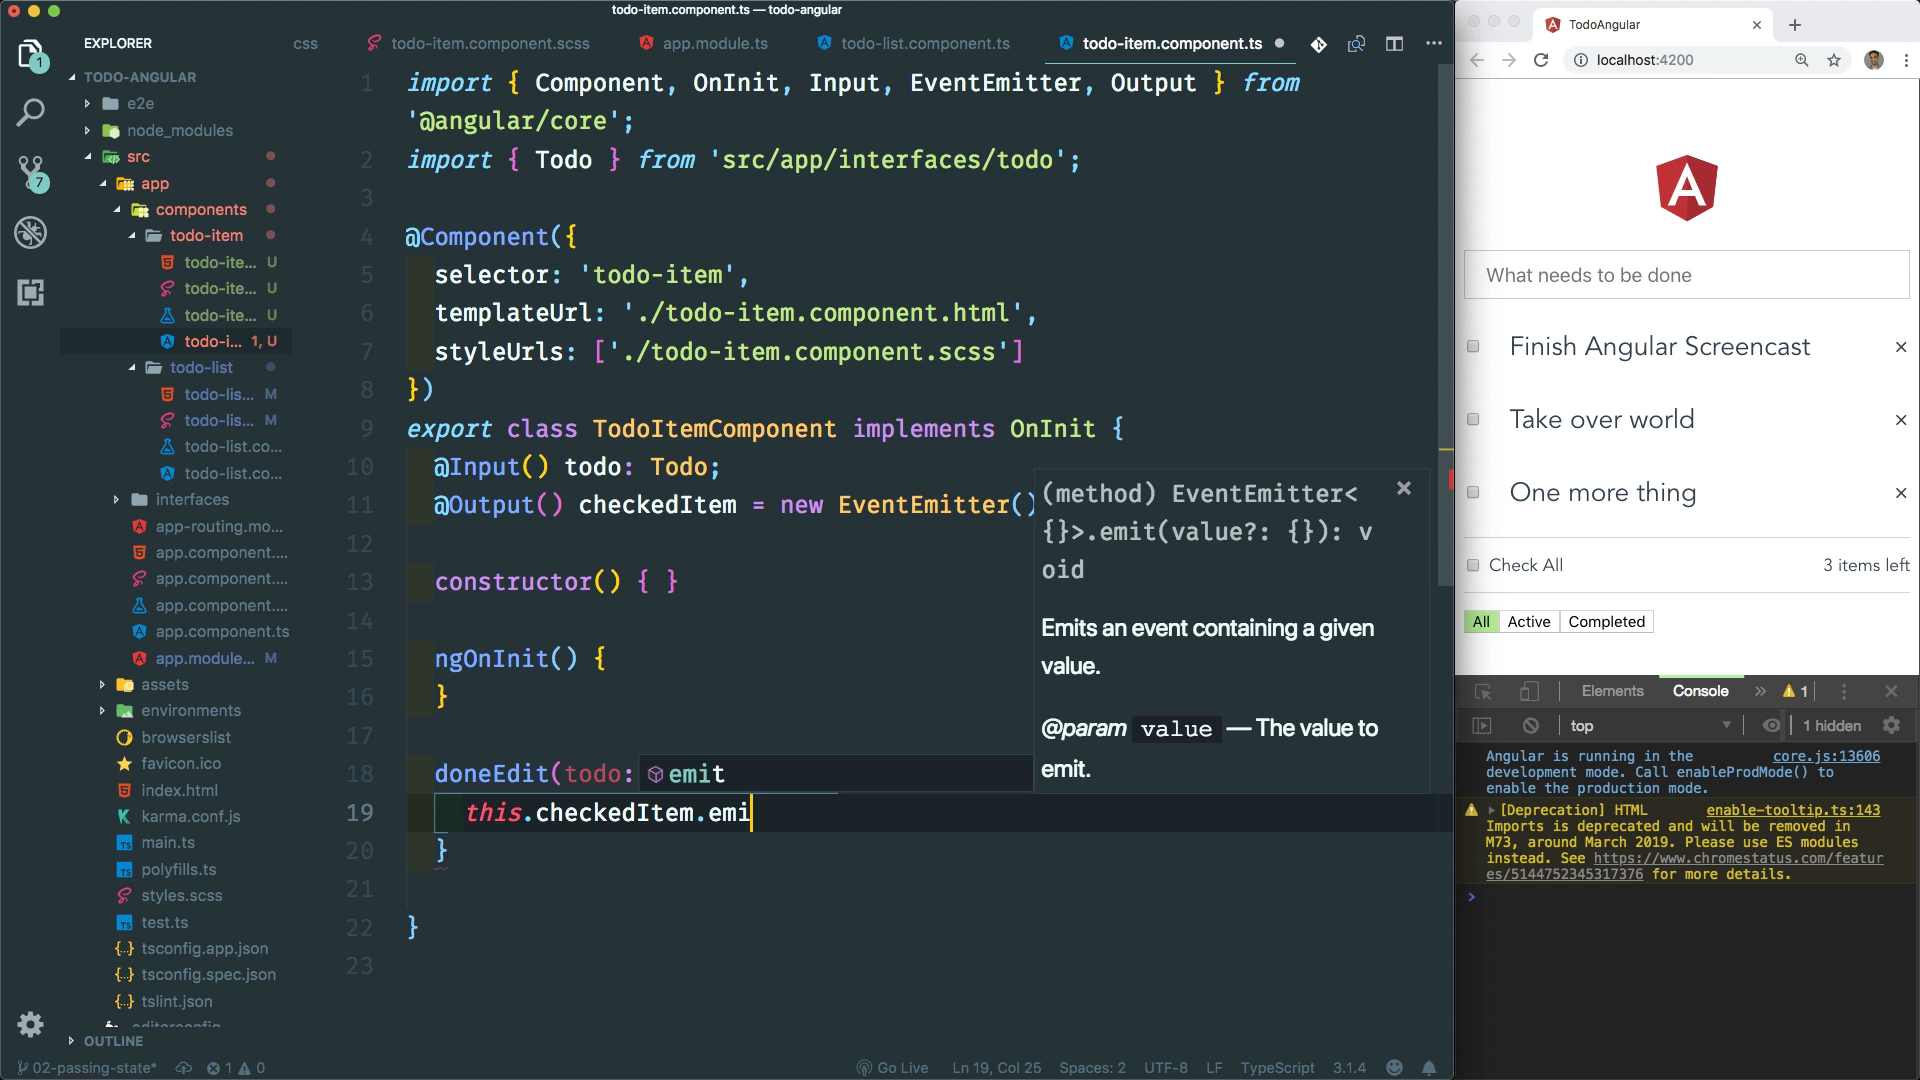 todo-item.component.ts — todo-angular
EXPLORER
css
todo-item.component.scss
app.module.ts
todo-list.component.ts
todo-item.component.ts
TODO-ANGULAR
e2e
node_modules
src
app
components
todo-item
todo-ite... U
todo-ite... U
todo-ite... U
todo-i... 1, U
todo-list
todo-lis... M
todo-lis... M
todo-list.co...
todo-list.co...
interfaces
app-routing.mo...
app.component....
app.component....
app.component....
app.component.ts
app.module... M
assets
environments
browserslist
favicon.ico
index.html
karma.conf.js
main.ts
polyfills.ts
styles.scss
test.ts
tsconfig.app.json
tsconfig.spec.json
tslint.json
OUTLINE
1
7
1 import { Component, OnInit, Input, EventEmitter, Output } from
'@angular/core';
2 import { Todo } from 'src/app/interfaces/todo';
3
4 @Component({
5 selector: 'todo-item',
6 templateUrl: './todo-item.component.html',
7 styleUrls: ['./todo-item.component.scss']
8 })
9 export class TodoItemComponent implements OnInit {
10 @Input() todo: Todo;
11 @Output() checkedItem = new EventEmitter()
12
13 constructor() { }
14
15 ngOnInit() {
16 }
17
18 doneEdit(todo:
19 this.checkedItem.emi
20 }
21
22 }
23
emit
(method) EventEmitter<
{}>.emit(value?: {}): v
oid
Emits an event containing a given
value.
@param value — The value to
emit.
02-passing-state* 1 0
Go Live Ln 19, Col 25 Spaces: 2 UTF-8 LF TypeScript 3.1.4
TodoAngular
localhost:4200
What needs to be done
Finish Angular Screencast
Take over world
One more thing
Check All 3 items left
All Active Completed
Elements Console 1
top 1 hidden
Angular is running in the core.js:13606
development mode. Call enableProdMode() to
enable the production mode.
[Deprecation] HTML enable-tooltip.ts:143
Imports is deprecated and will be removed in
M73, around March 2019. Please use ES modules
instead. See https://www.chromestatus.com/featur
es/5144752345317376 for more details.